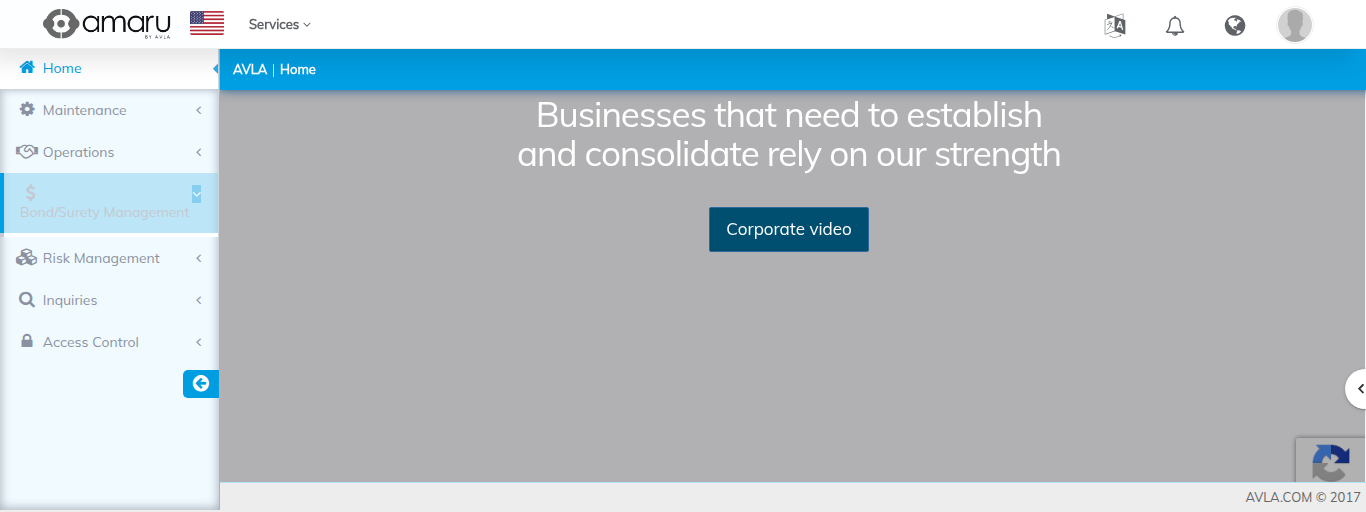 amaru
BY AVLA
Services
Home
Maintenance
Operations
$
Bond/Surety Management
Risk Management
Inquiries
Access Control
AVLA | Home
Businesses that need to establish
and consolidate rely on our strength
Corporate video
AVLA.COM © 2017